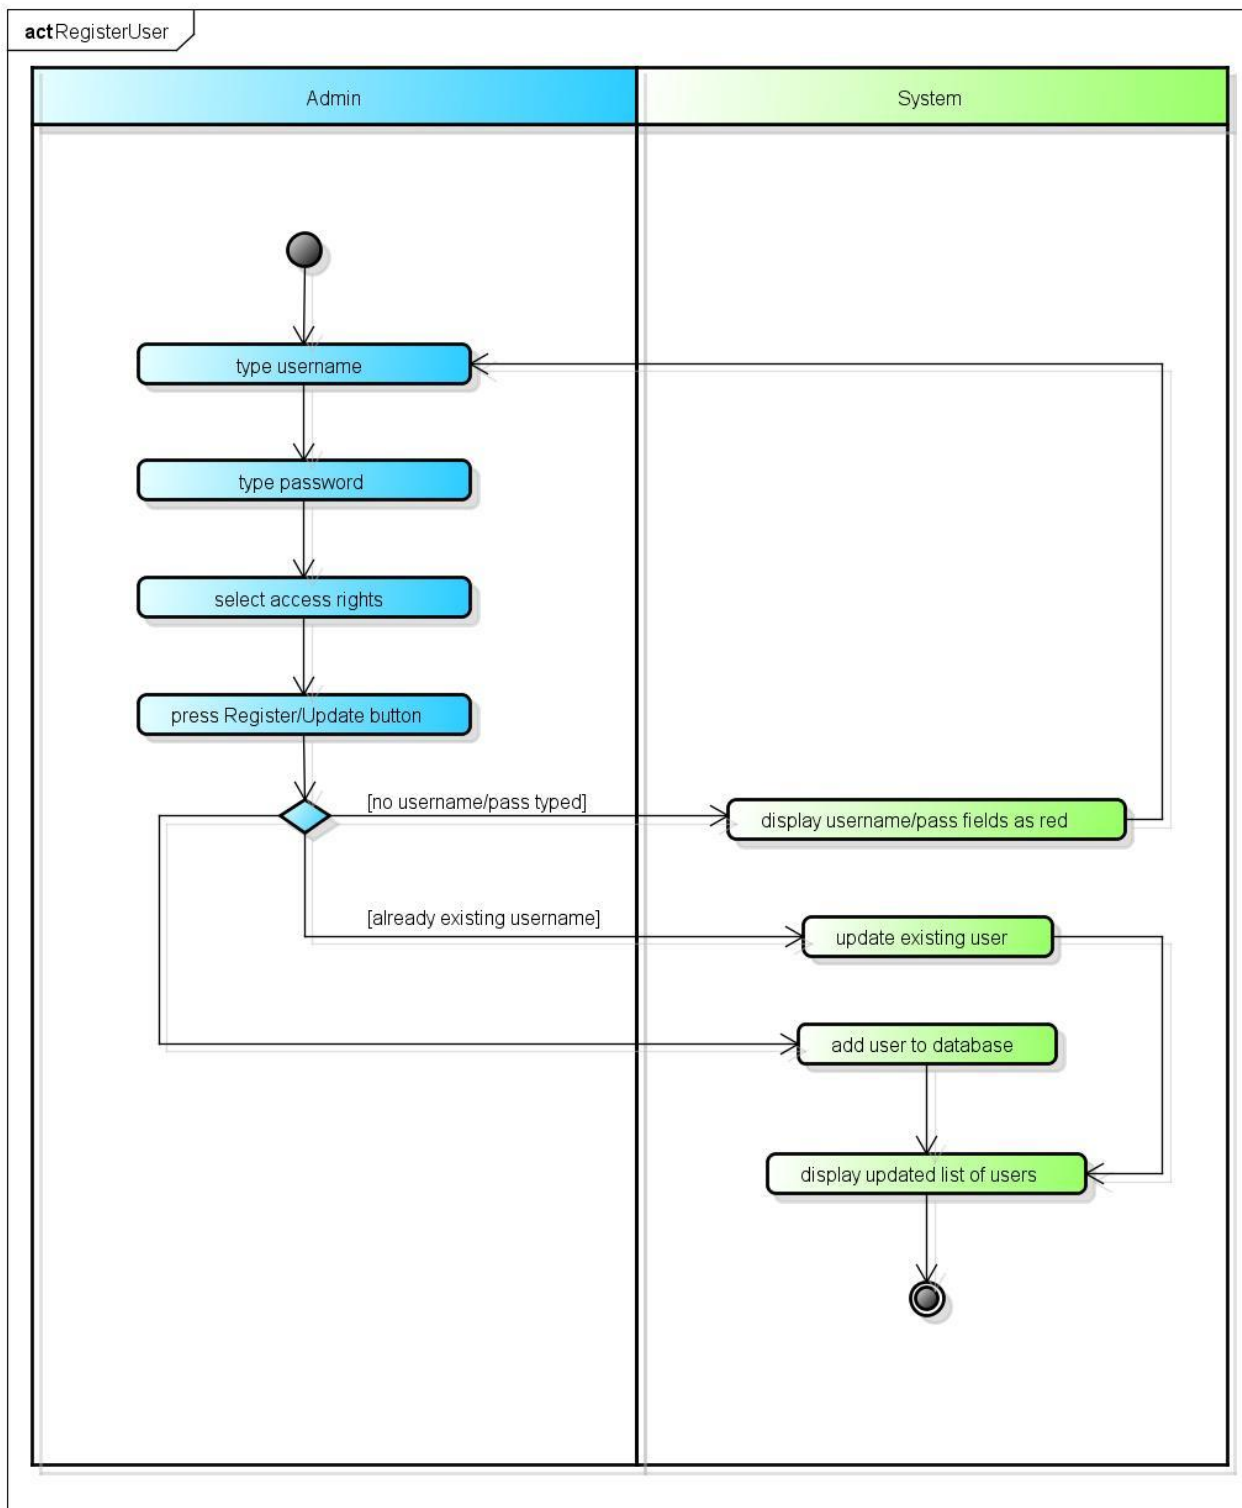 act RegisterUser
Admin
System
type username
type password
select access rights
press Register/Update button
[no username/pass typed]
display username/pass fields as red
[already existing username]
update existing user
add user to database
display updated list of users